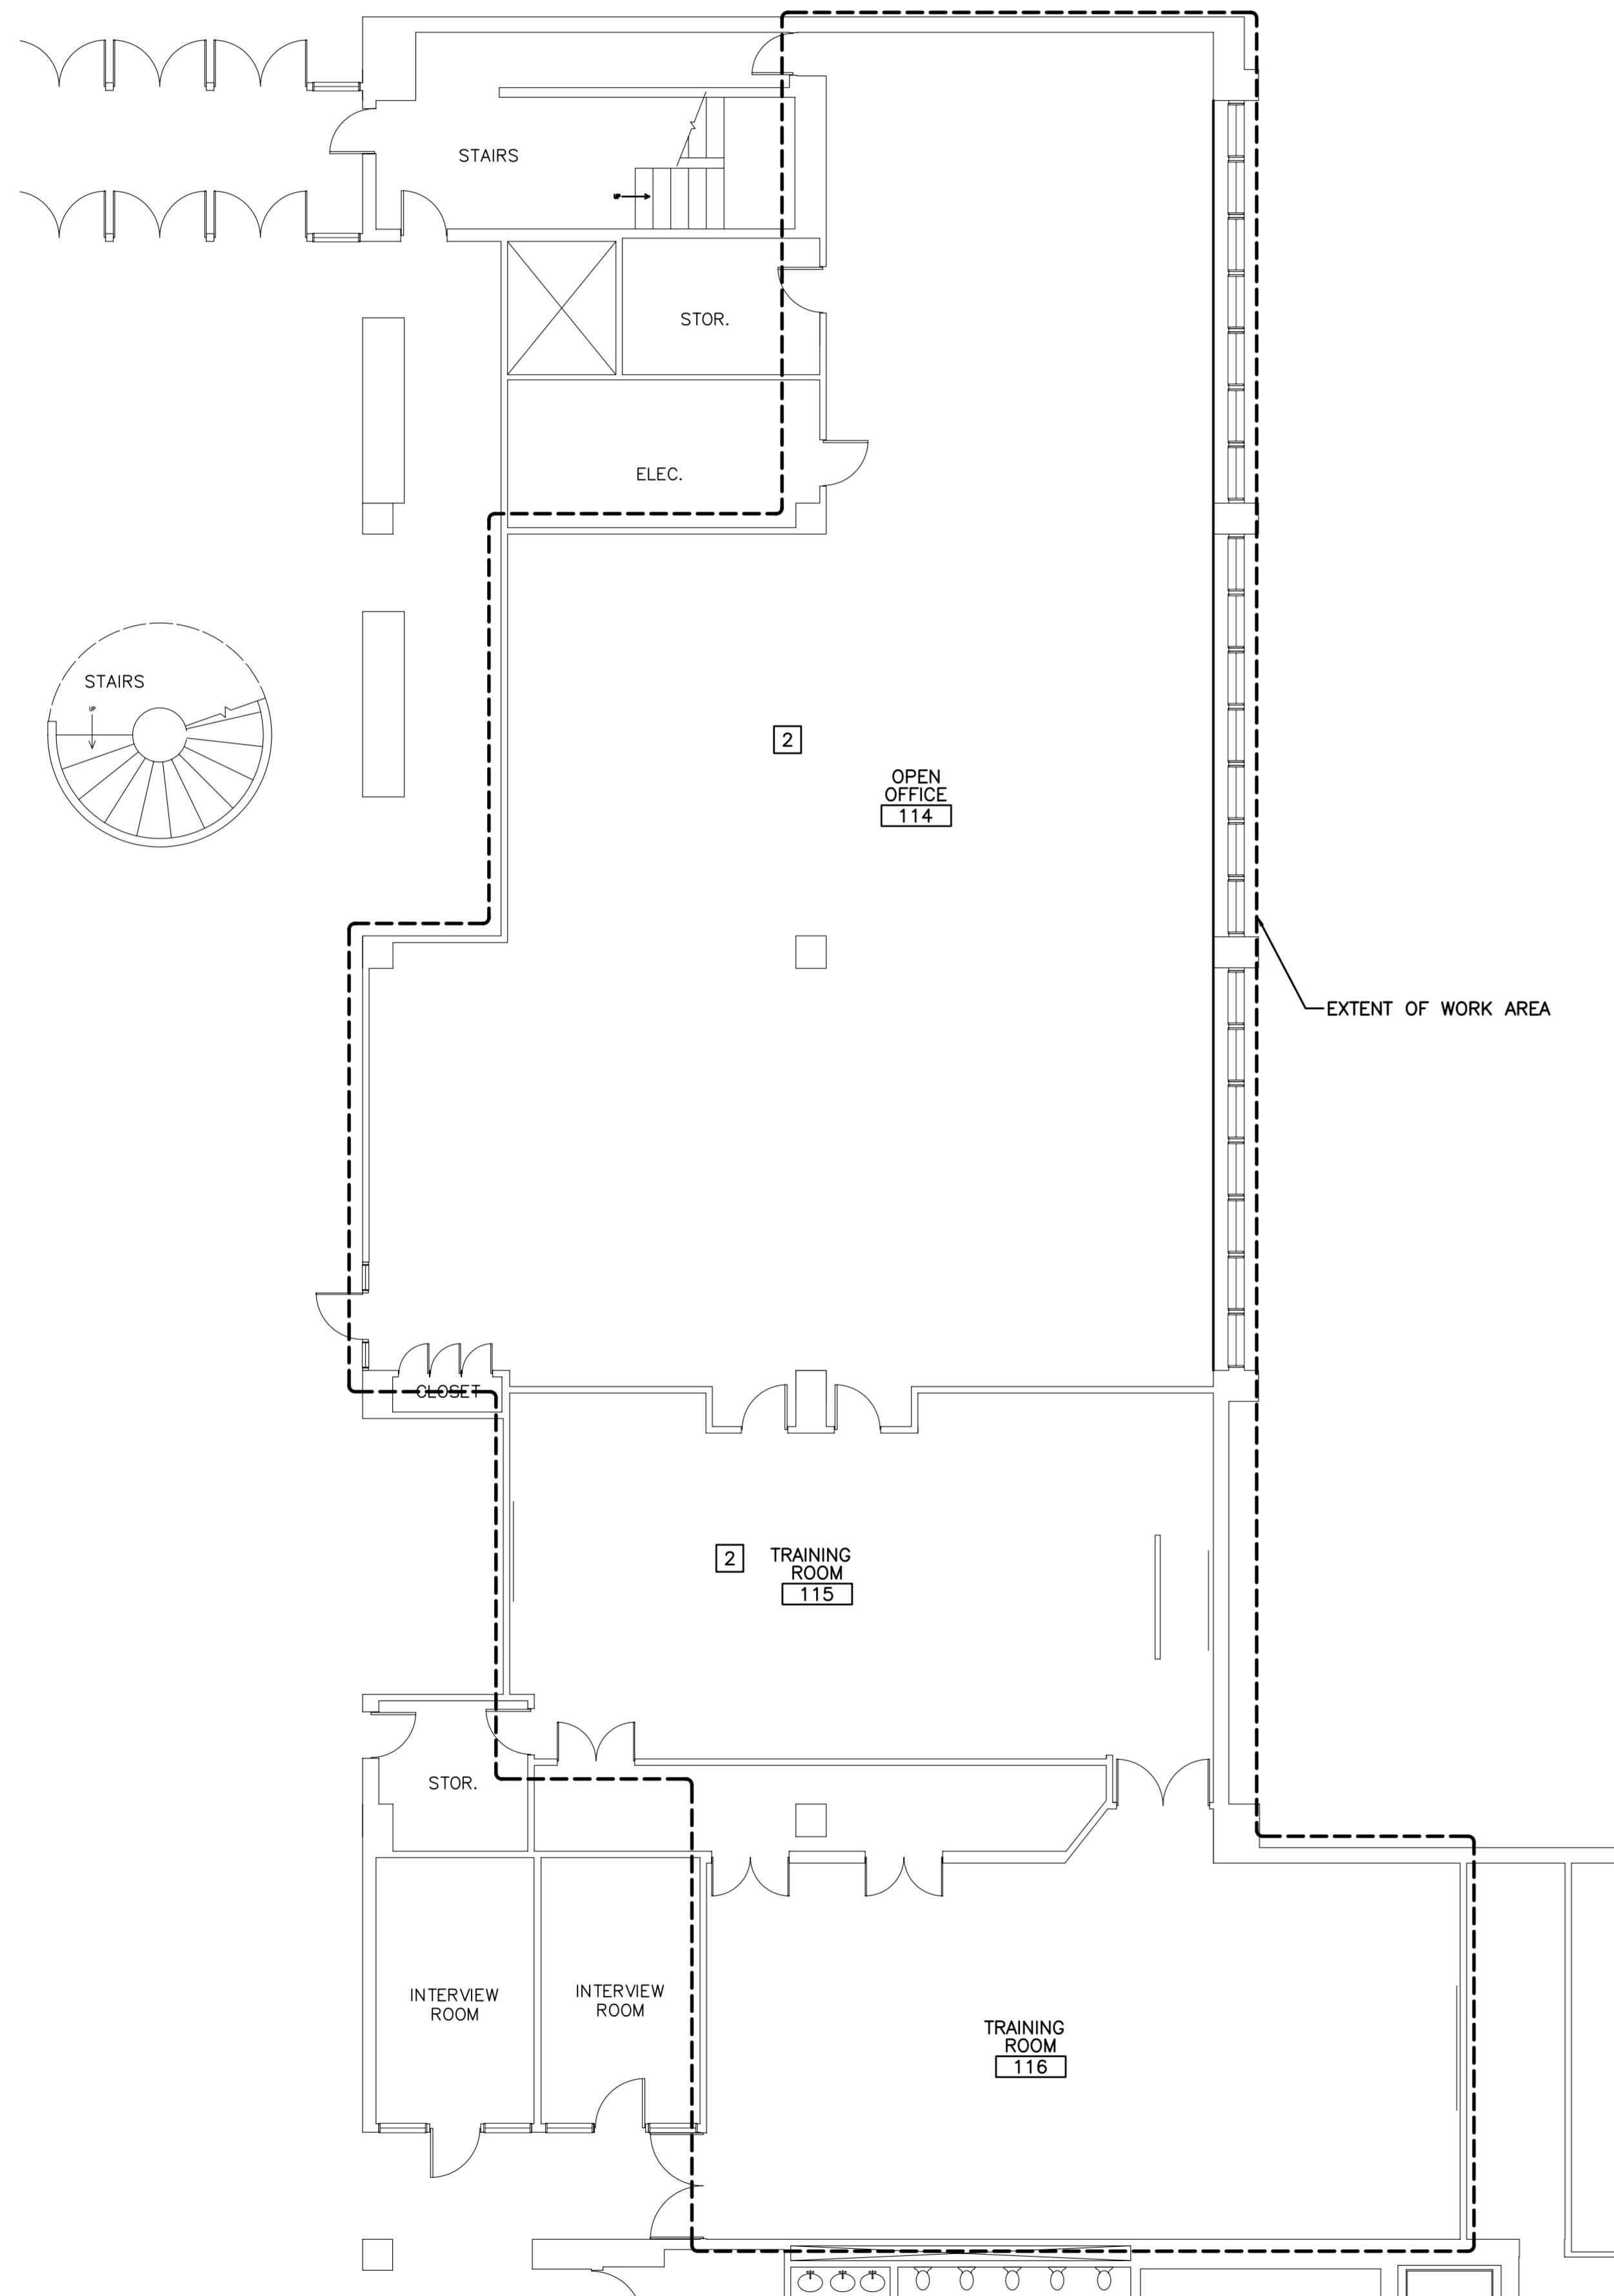 STAIRS
UP
STOR.
ELEC.
STAIRS
UP
2
OPEN
OFFICE
114
EXTENT OF WORK AREA
CLOSET
2
TRAINING
ROOM
115
STOR.
INTERVIEW
ROOM
INTERVIEW
ROOM
TRAINING
ROOM
116